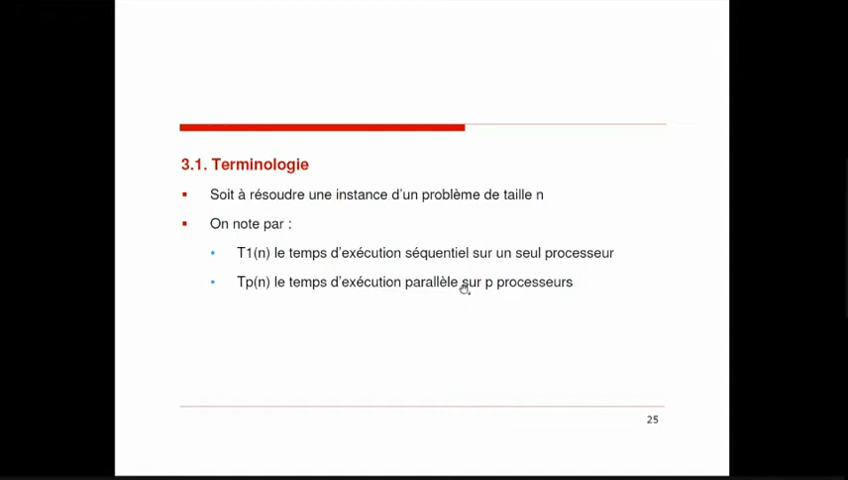 3.1. Terminologie
Soit à résoudre une instance d'un problème de taille n
On note par :
T1(n) le temps d'exécution séquentiel sur un seul processeur
Tp(n) le temps d'exécution parallèle sur p processeurs
25